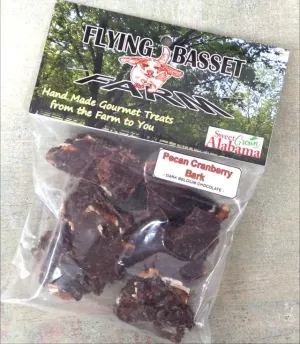 FLYING BASSET
FARM
Hand Made Gourmet Treats
from the Farm to You
Sweet Grown
Alabama
Pecan Cranberry
Bark
- DARK BELGIUM CHOCOLATE -